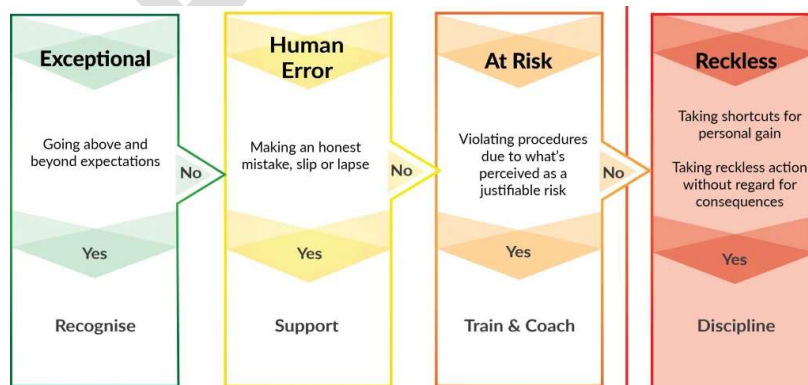 Exceptional
Going above and
beyond expectations
No
Yes
Recognise
Human
Error
Making an honest
mistake, slip or lapse
No
Yes
Support
At Risk
Violating procedures
due to what's
perceived as a
justifiable risk
No
Yes
Train & Coach
Reckless
Taking shortcuts for
personal gain
Taking reckless action
without regard for
consequences
Yes
Discipline